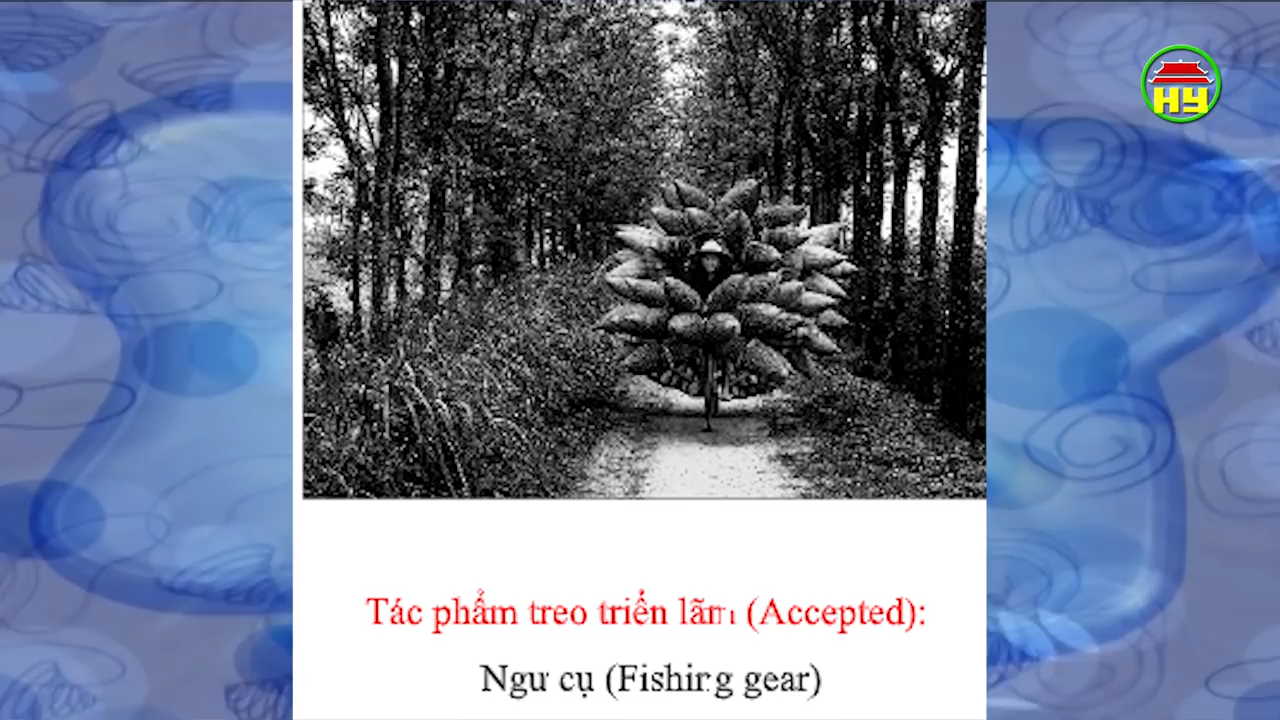 HY
Tác phẩm treo triển lãm (Accepted):
Ngư cụ (Fishing gear)